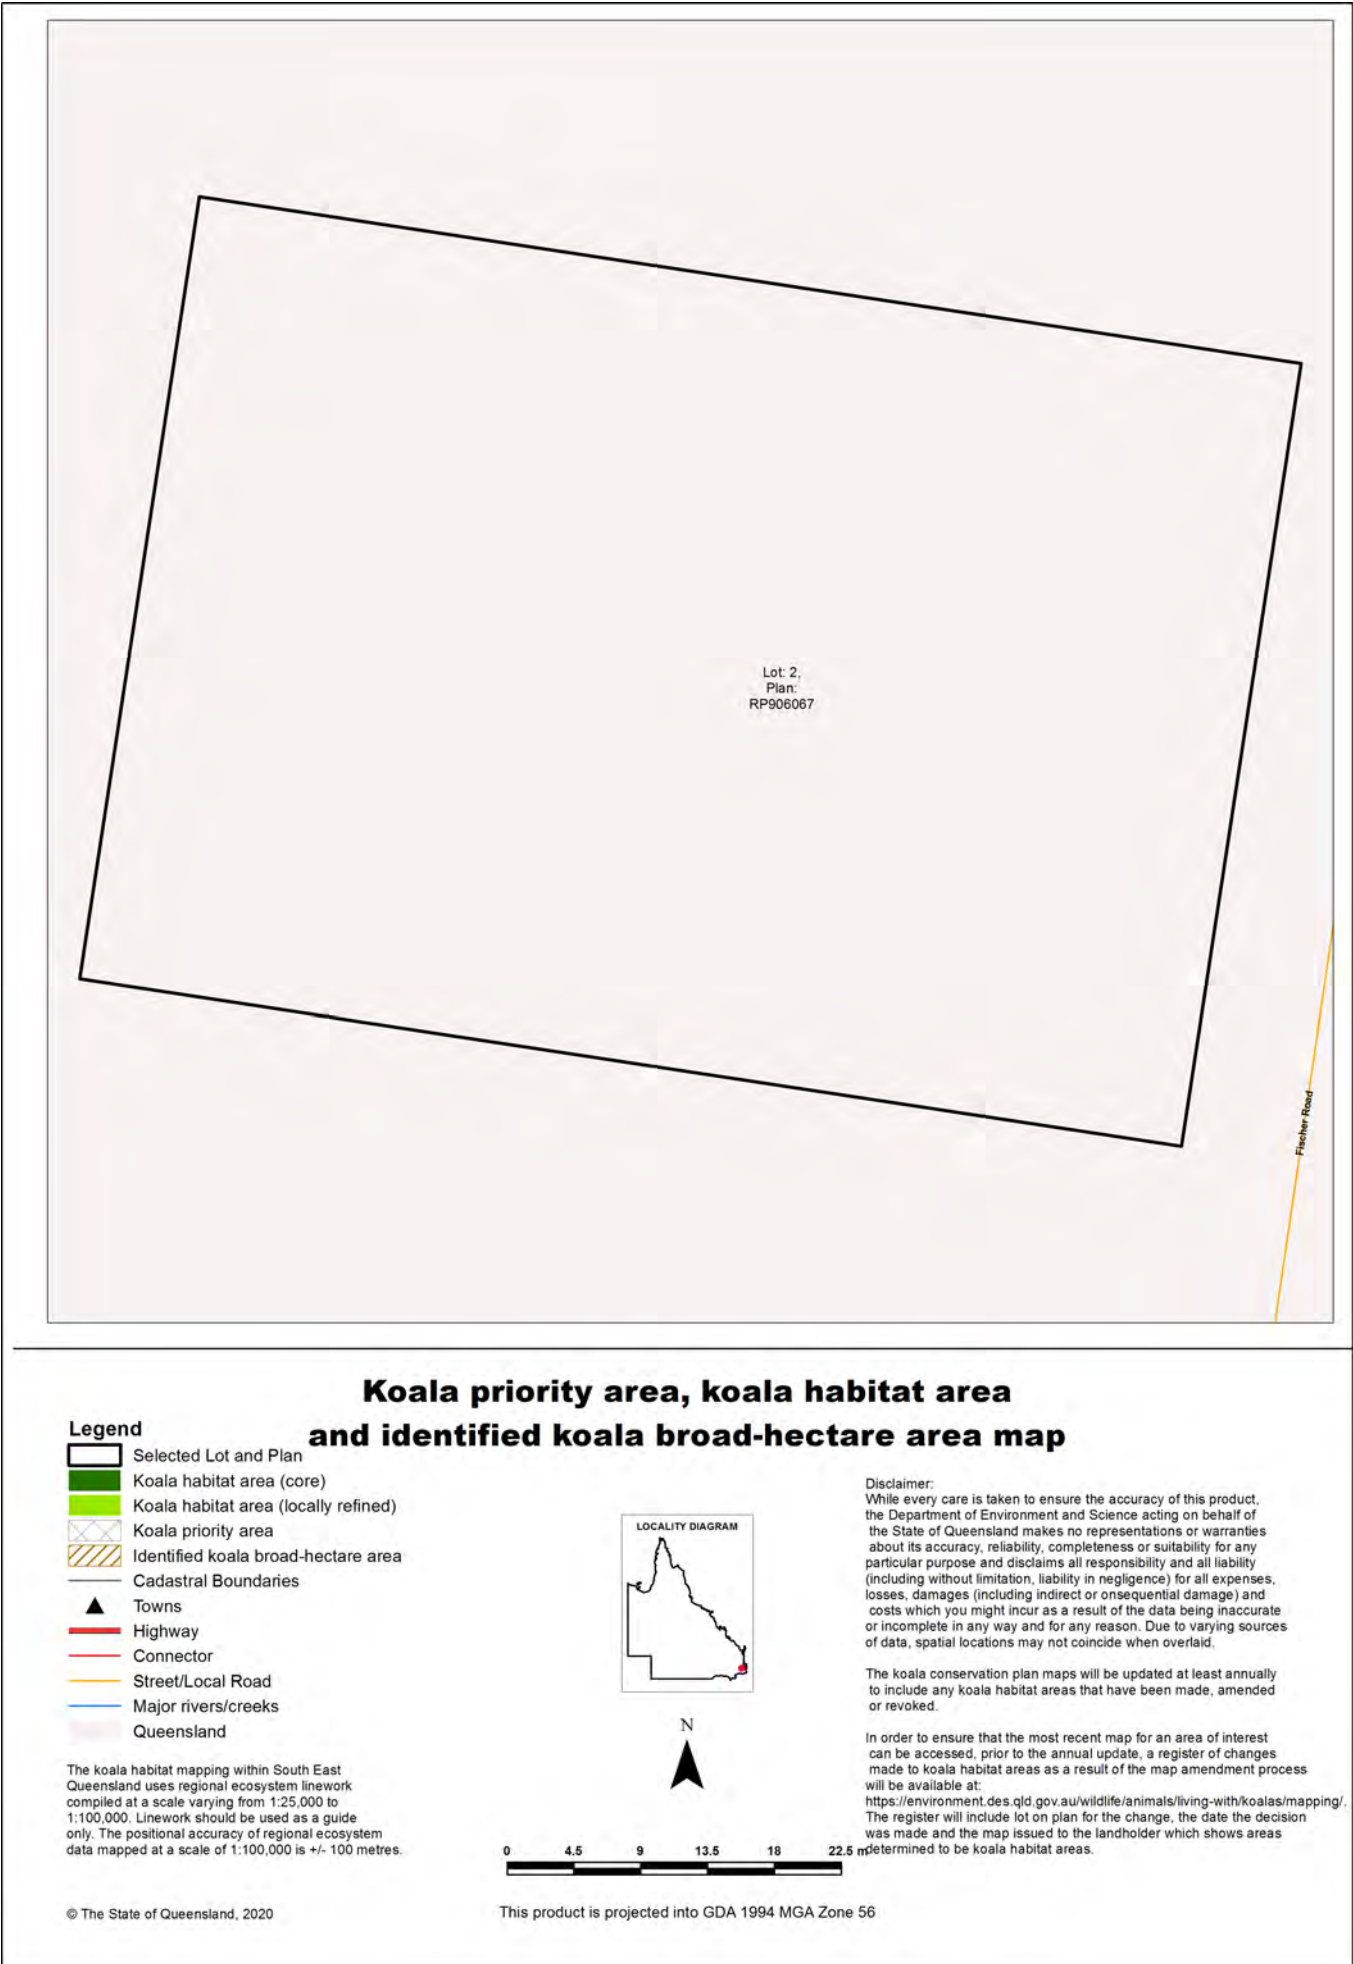 Lot: 2,
Plan:
RP906067
Fischer Road
Koala priority area, koala habitat area
and identified koala broad-hectare area map
Legend
Selected Lot and Plan
Koala habitat area (core)
Koala habitat area (locally refined)
Koala priority area
Identified koala broad-hectare area
Cadastral Boundaries
Towns
Highway
Connector
Street/Local Road
Major rivers/creeks
Queensland
The koala habitat mapping within South East
Queensland uses regional ecosystem linework
compiled at a scale varying from 1:25,000 to
1:100,000. Linework should be used as a guide
only. The positional accuracy of regional ecosystem
data mapped at a scale of 1:100,000 is +/- 100 metres.
© The State of Queensland, 2020
LOCALITY DIAGRAM
N
0 4.5 9 13.5 18 22.5 m
This product is projected into GDA 1994 MGA Zone 56
Disclaimer:
While every care is taken to ensure the accuracy of this product,
the Department of Environment and Science acting on behalf of
the State of Queensland makes no representations or warranties
about its accuracy, reliability, completeness or suitability for any
particular purpose and disclaims all responsibility and all liability
(including without limitation, liability in negligence) for all expenses,
losses, damages (including indirect or onsequential damage) and
costs which you might incur as a result of the data being inaccurate
or incomplete in any way and for any reason. Due to varying sources
of data, spatial locations may not coincide when overlaid.
The koala conservation plan maps will be updated at least annually
to include any koala habitat areas that have been made, amended
or revoked.
In order to ensure that the most recent map for an area of interest
can be accessed, prior to the annual update, a register of changes
made to koala habitat areas as a result of the map amendment process
will be available at:
https://environment.des.qld.gov.au/wildlife/animals/living-with/koalas/mapping/.
The register will include lot on plan for the change, the date the decision
was made and the map issued to the landholder which shows areas
determined to be koala habitat areas.